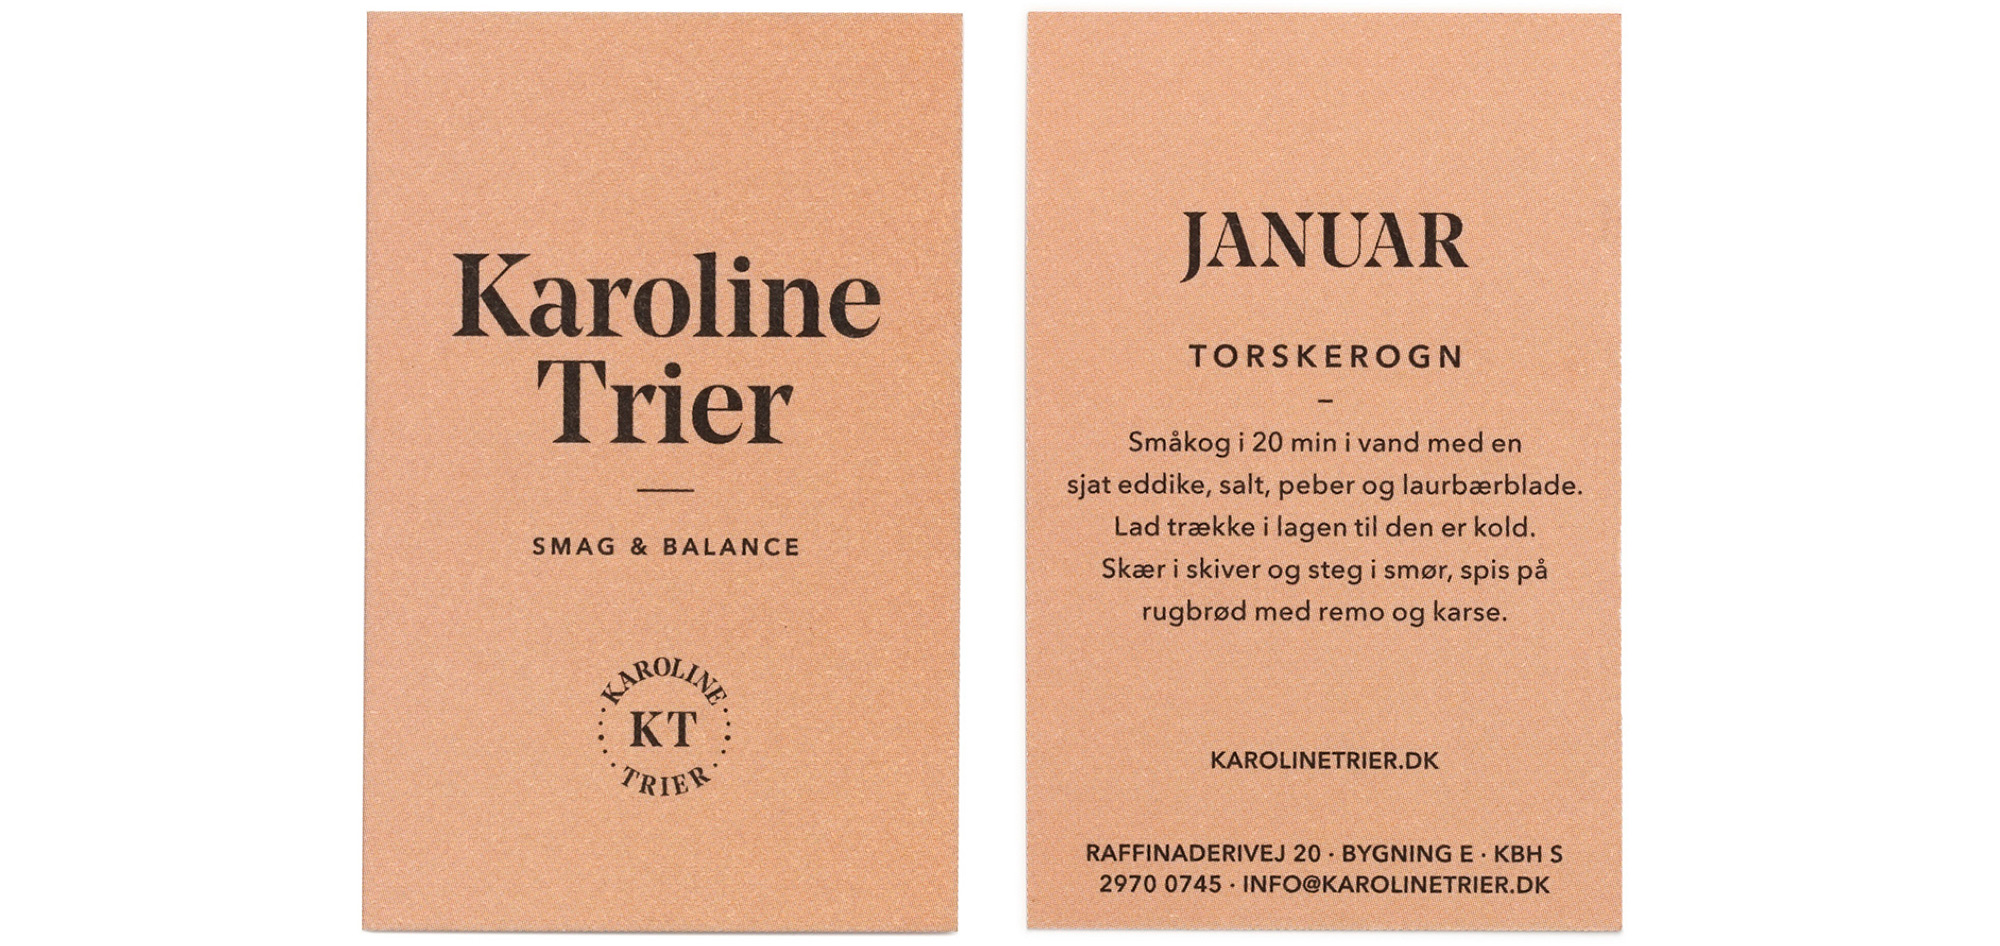 Karoline
Trier
SMAG & BALANCE
KAROLINE
KT
TRIER
JANUAR
TORSKEROGN
–
Småkog i 20 min i vand med en
sjat eddike, salt, peber og laurbærblade.
Lad trække i lagen til den er kold.
Skær i skiver og steg i smør, spis på
rugbrød med remo og karse.
KAROLINETRIER.DK
RAFFINADERIVEJ 20 · BYGNING E · KBH S
2970 0745 · INFO@KAROLINETRIER.DK